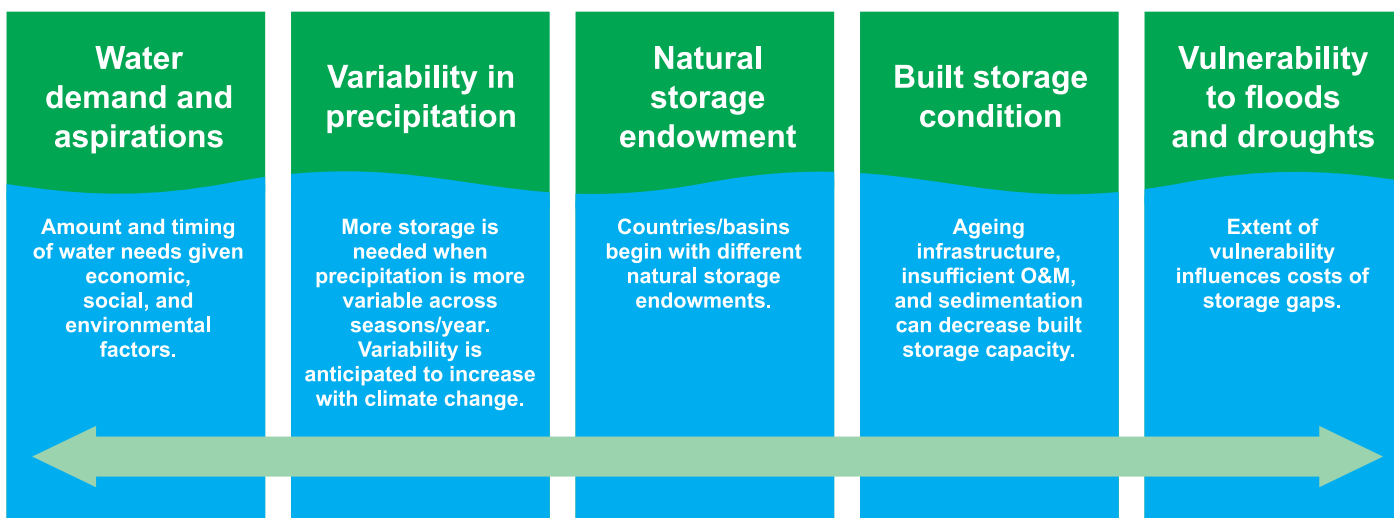 Water
demand and
aspirations
Amount and timing
of water needs given
economic,
social, and
environmental
factors.
Variability in
precipitation
More storage is
needed when
precipitation is more
variable across
seasons/year.
Variability is
anticipated to increase
with climate change.
Natural
storage
endowment
Countries/basins
begin with different
natural storage
endowments.
Built storage
condition
Ageing
infrastructure,
insufficient O&M,
and sedimentation
can decrease built
storage capacity.
Vulnerability
to floods
and droughts
Extent of
vulnerability
influences costs of
storage gaps.